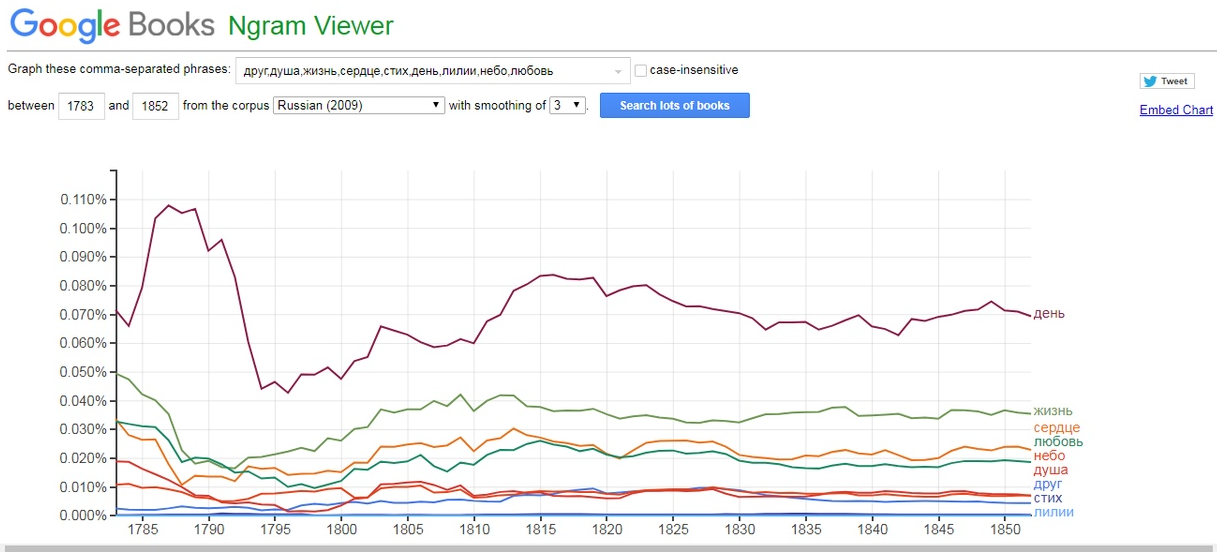 Google Books Ngram Viewer
Graph these comma-separated phrases: друг,душа,жизнь,сердце,стих,день,лилии,небо,любовь case-insensitive
between 1783 and 1852 from the corpus Russian (2009) with smoothing of 3 . Search lots of books
Tweet
Embed Chart
0.110%
0.100%
0.090%
0.080%
0.070%
0.060%
0.050%
0.040%
0.030%
0.020%
0.010%
0.000%
день
жизнь
сердце
любовь
небо
душа
друг
стих
лилии
1785 1790 1795 1800 1805 1810 1815 1820 1825 1830 1835 1840 1845 1850